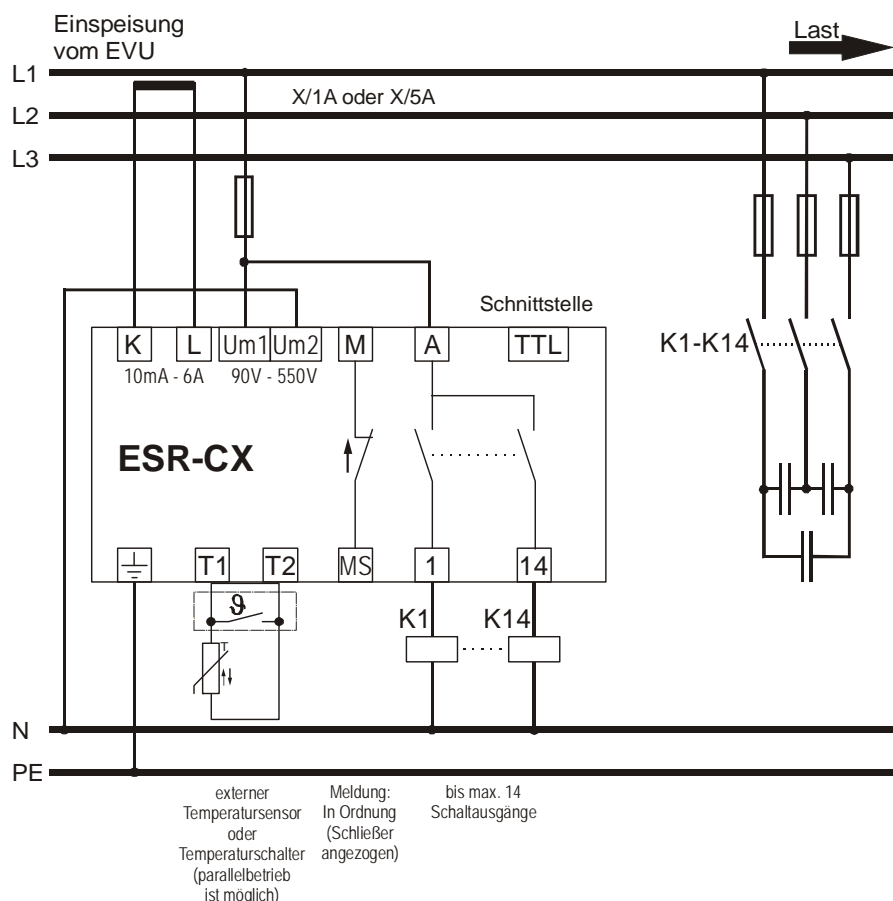 Einspeisung
vom EVU
Last
L1
X/1A oder X/5A
L2
L3
Schnittstelle
K L Um1 Um2 M A TTL
10mA - 6A 90V - 550V
K1-K14
ESR-CX
T1 T2 MS 1 14
ϑ
K1 K14
T
N
PE
externer
Temperatursensor
oder
Temperaturschalter
(parallelbetrieb
ist möglich)
Meldung:
In Ordnung
(Schließer
angezogen)
bis max. 14
Schaltausgänge